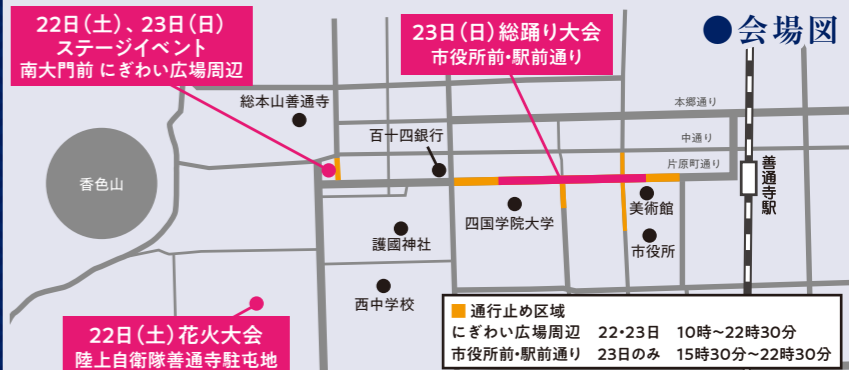 22日(土)、23日(日)
ステージイベント
南大門前 にぎわい広場周辺
23日(日)総踊り大会
市役所前・駅前通り
●会場図
総本山善通寺
百十四銀行
本郷通り
中通り
片原町通り
善通寺駅
香色山
四国学院大学
美術館
市役所
護國神社
西中学校
22日(土)花火大会
陸上自衛隊善通寺駐屯地
■通行止め区域
にぎわい広場周辺 22・23日 10時〜22時30分
市役所前・駅前通り 23日のみ 15時30分〜22時30分